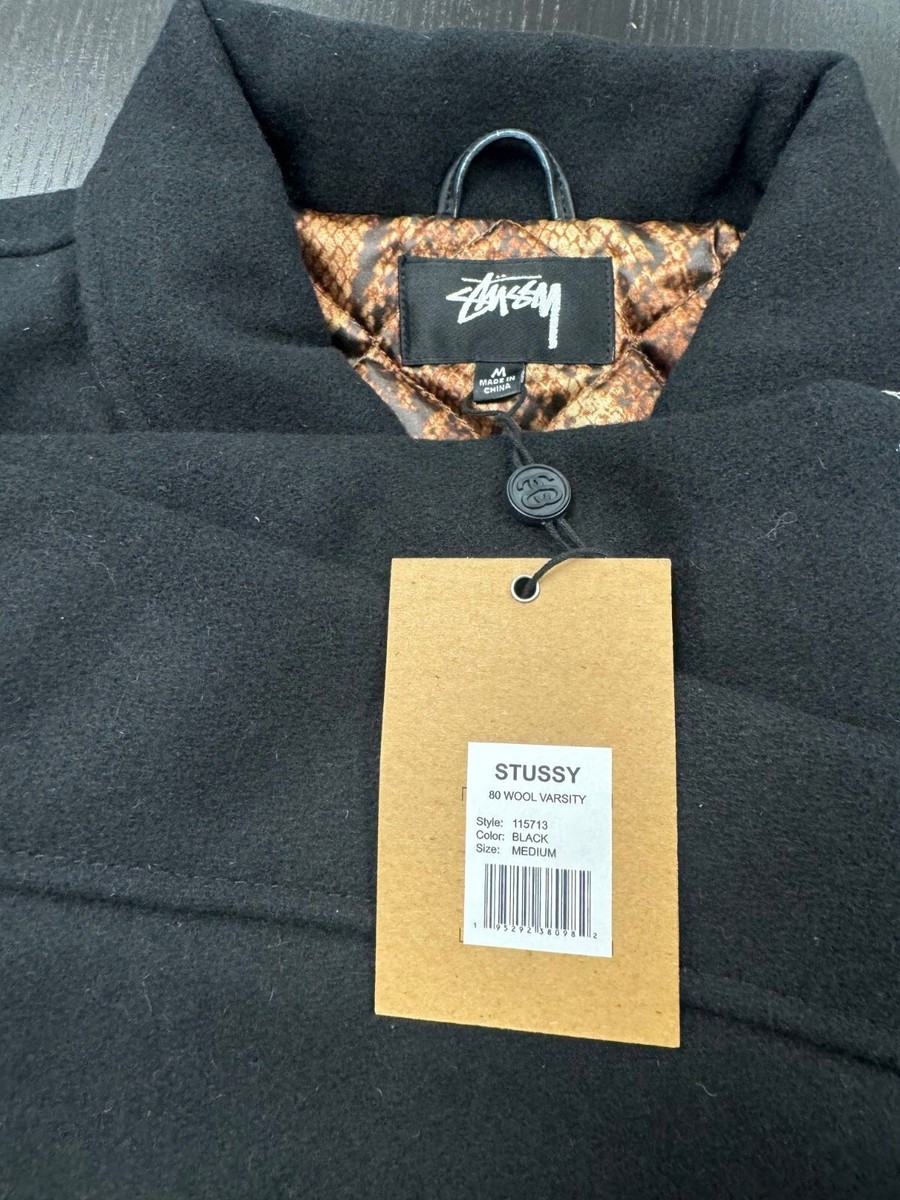 Stüssy
M
MADE IN
CHINA
STUSSY
80 WOOL VARSITY
Style: 115713
Color: BLACK
Size: MEDIUM
1 95292 38098 2